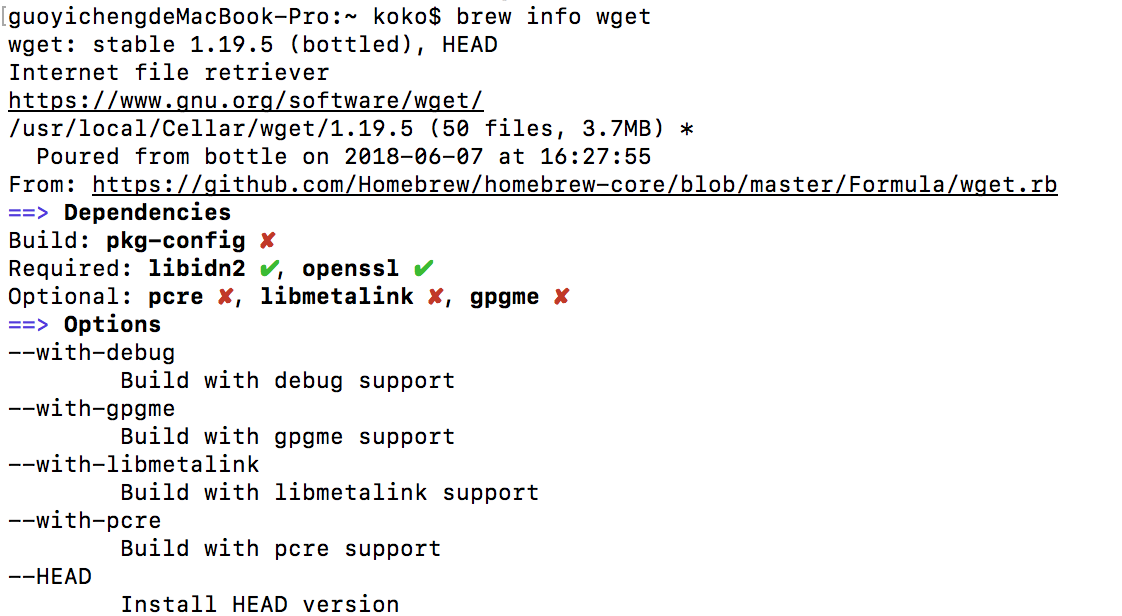 [guoyichengdeMacBook-Pro:~ koko$ brew info wget
wget: stable 1.19.5 (bottled), HEAD
Internet file retriever
https://www.gnu.org/software/wget/
/usr/local/Cellar/wget/1.19.5 (50 files, 3.7MB) *
  Poured from bottle on 2018-06-07 at 16:27:55
From: https://github.com/Homebrew/homebrew-core/blob/master/Formula/wget.rb
==> Dependencies
Build: pkg-config ✘
Required: libidn2 ✔, openssl ✔
Optional: pcre ✘, libmetalink ✘, gpgme ✘
==> Options
--with-debug
        Build with debug support
--with-gpgme
        Build with gpgme support
--with-libmetalink
        Build with libmetalink support
--with-pcre
        Build with pcre support
--HEAD
        Install HEAD version